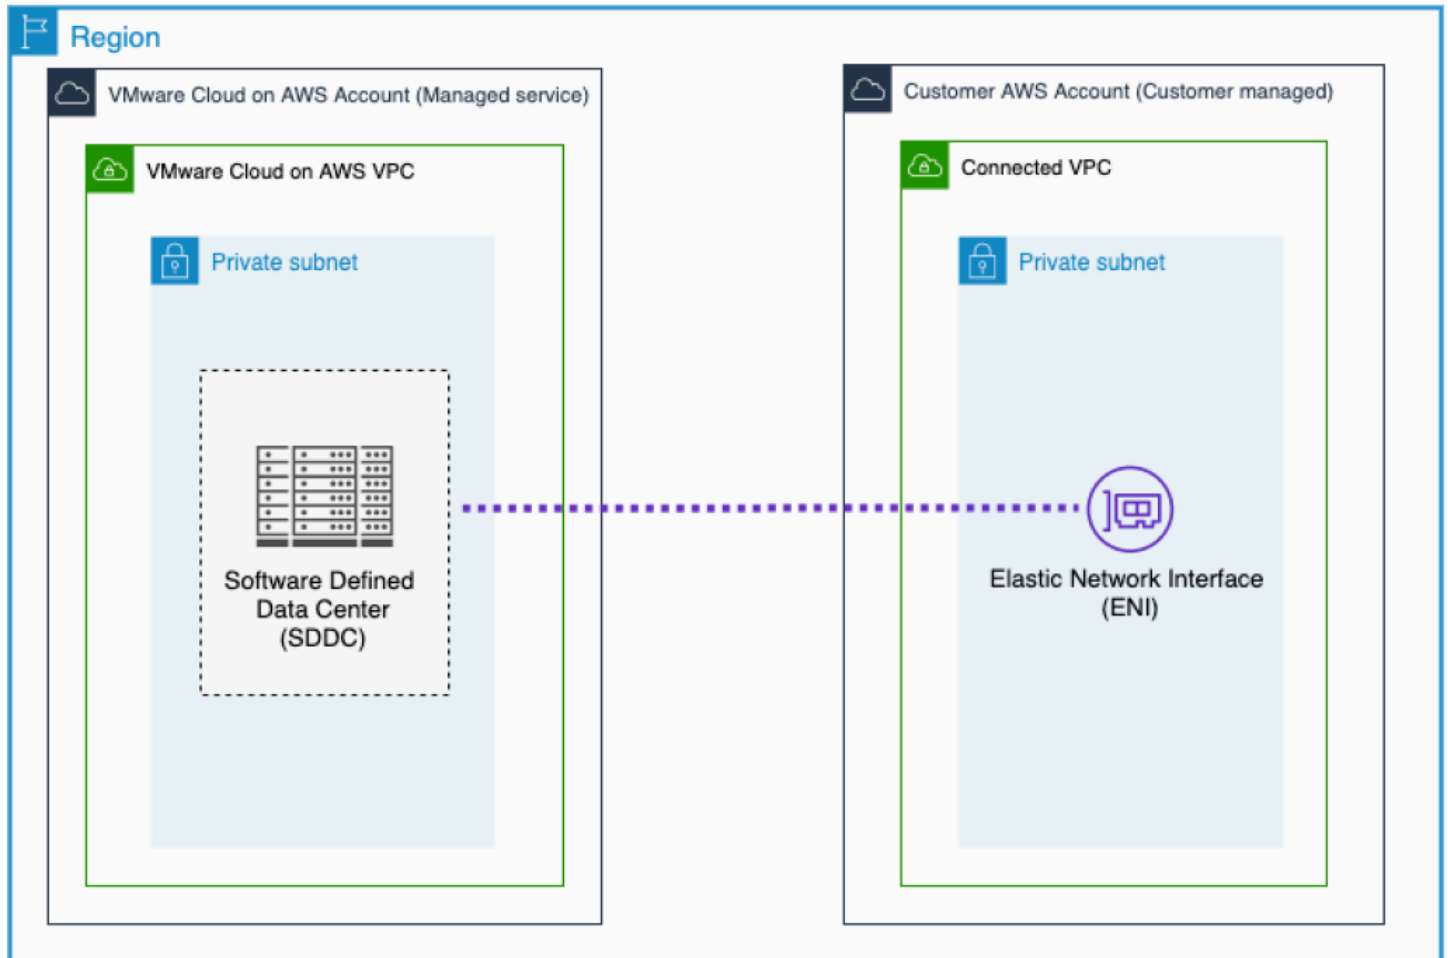 Region
VMware Cloud on AWS Account (Managed service)
VMware Cloud on AWS VPC
Private subnet
Software Defined
Data Center
(SDDC)
Customer AWS Account (Customer managed)
Connected VPC
Private subnet
Elastic Network Interface
(ENI)